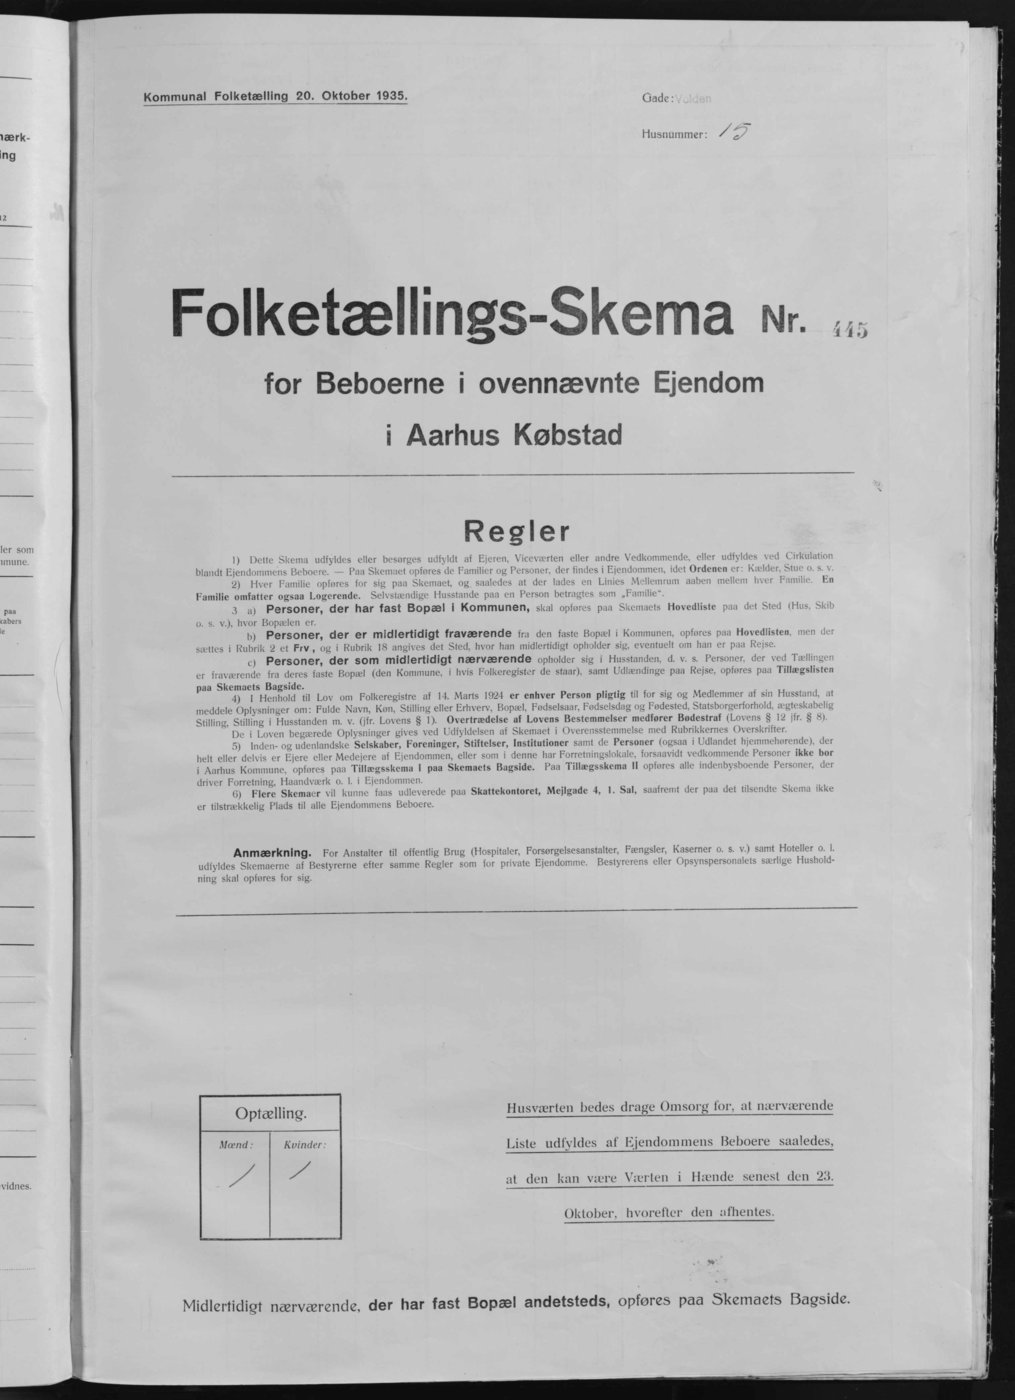 Kommunal Folketælling 20. Oktober 1935.
Gade: Volden
Husnummer: 15
Folketællings-Skema Nr. 445
for Beboerne i ovennævnte Ejendom
i Aarhus Købstad
Regler
1) Dette Skema udfyldes eller besørges udfyldt af Ejeren, Viceværten eller andre Vedkommende, eller udfyldes ved Cirkulation
blandt Ejendommens Beboere. — Paa Skemaet opføres de Familier og Personer, der findes i Ejendommen, idet Ordenen er: Kælder, Stue o. s. v.
2) Hver Familie opføres for sig paa Skemaet, og saaledes at der lades en Linies Mellemrum aaben mellem hver Familie. En
Familie omfatter ogsaa Logerende. Selvstændige Husstande paa en Person betragtes som „Familie“.
3 a) Personer, der har fast Bopæl i Kommunen, skal opføres paa Skemaets Hovedliste paa det Sted (Hus, Skib
o. s. v.), hvor Bopælen er.
b) Personer, der er midlertidigt fraværende fra den faste Bopæl i Kommunen, opføres paa Hovedlisten, men der
sættes i Rubrik 2 et Frv, og i Rubrik 18 angives det Sted, hvor han midlertidigt opholder sig, eventuelt om han er paa Rejse.
c) Personer, der som midlertidigt nærværende opholder sig i Husstanden, d. v. s. Personer, der ved Tællingen
er fraværende fra deres faste Bopæl (den Kommune, i hvis Folkeregister de staar), samt Udlændinge paa Rejse, opføres paa Tillægslisten
paa Skemaets Bagside.
4) I Henhold til Lov om Folkeregistre af 14. Marts 1924 er enhver Person pligtig til for sig og Medlemmer af sin Husstand, at
meddele Oplysninger om: Fulde Navn, Køn, Stilling eller Erhverv, Bopæl, Fødselsaar, Fødselsdag og Fødested, Statsborgerforhold, ægteskabelig
Stilling, Stilling i Husstanden m. v. (jfr. Lovens § 1). Overtrædelse af Lovens Bestemmelser medfører Bødestraf (Lovens § 12 jfr. § 8).
De i Loven begærede Oplysninger gives ved Udfyldelsen af Skemaet i Overensstemmelse med Rubrikkernes Overskrifter.
5) Inden- og udenlandske Selskaber, Foreninger, Stiftelser, Institutioner samt de Personer (ogsaa i Udlandet hjemmehørende), der
helt eller delvis er Ejere eller Medejere af Ejendommen, eller som i denne har Forretningslokale, forsaavidt vedkommende Personer ikke bor
i Aarhus Kommune, opføres paa Tillægsskema I paa Skemaets Bagside. Paa Tillægsskema II opføres alle indenbysboende Personer, der
driver Forretning, Haandværk o. l. i Ejendommen.
6) Flere Skemaer vil kunne faas udleverede paa Skattekontoret, Mejlgade 4, 1. Sal, saafremt der paa det tilsendte Skema ikke
er tilstrækkelig Plads til alle Ejendommens Beboere.
Anmærkning. For Anstalter til offentlig Brug (Hospitaler, Forsørgelsesanstalter, Fængsler, Kaserner o. s. v.) samt Hoteller o. l.
udfyldes Skemaerne af Bestyrerne efter samme Regler som for private Ejendomme. Bestyrerens eller Opsynspersonalets særlige Hushold-
ning skal opføres for sig.
Optælling.
Mænd: Kvinder:
1 1
Husværten bedes drage Omsorg for, at nærværende
Liste udfyldes af Ejendommens Beboere saaledes,
at den kan være Værten i Hænde senest den 23.
Oktober, hvorefter den afhentes.
Midlertidigt nærværende, der har fast Bopæl andetsteds, opføres paa Skemaets Bagside.